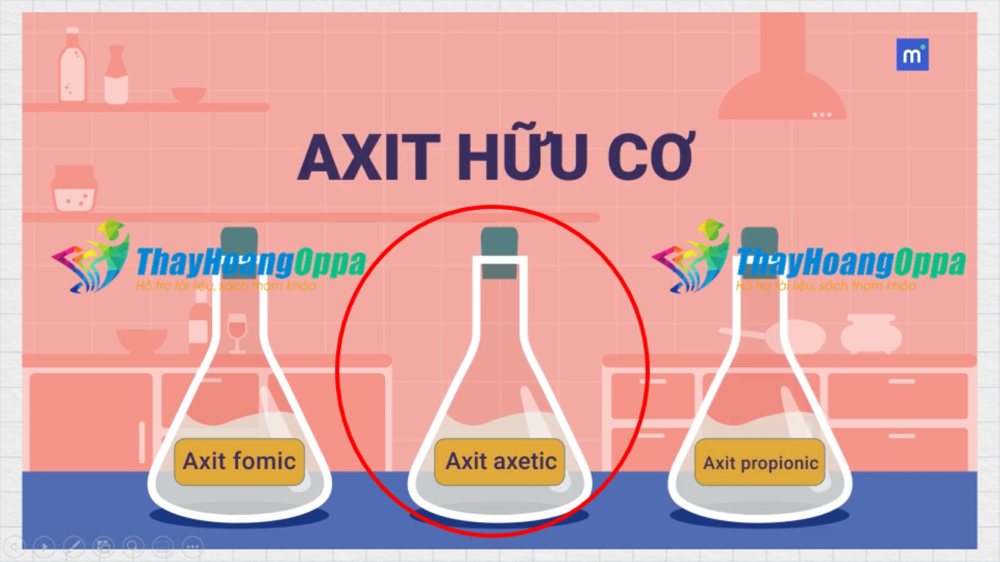 m
AXIT HỮU CƠ
ThayHoangOppa
Hỗ trợ tài liệu, sách tham khảo
ThayHoangOppa
Hỗ trợ tài liệu, sách tham khảo
Axit fomic
Axit axetic
Axit propionic